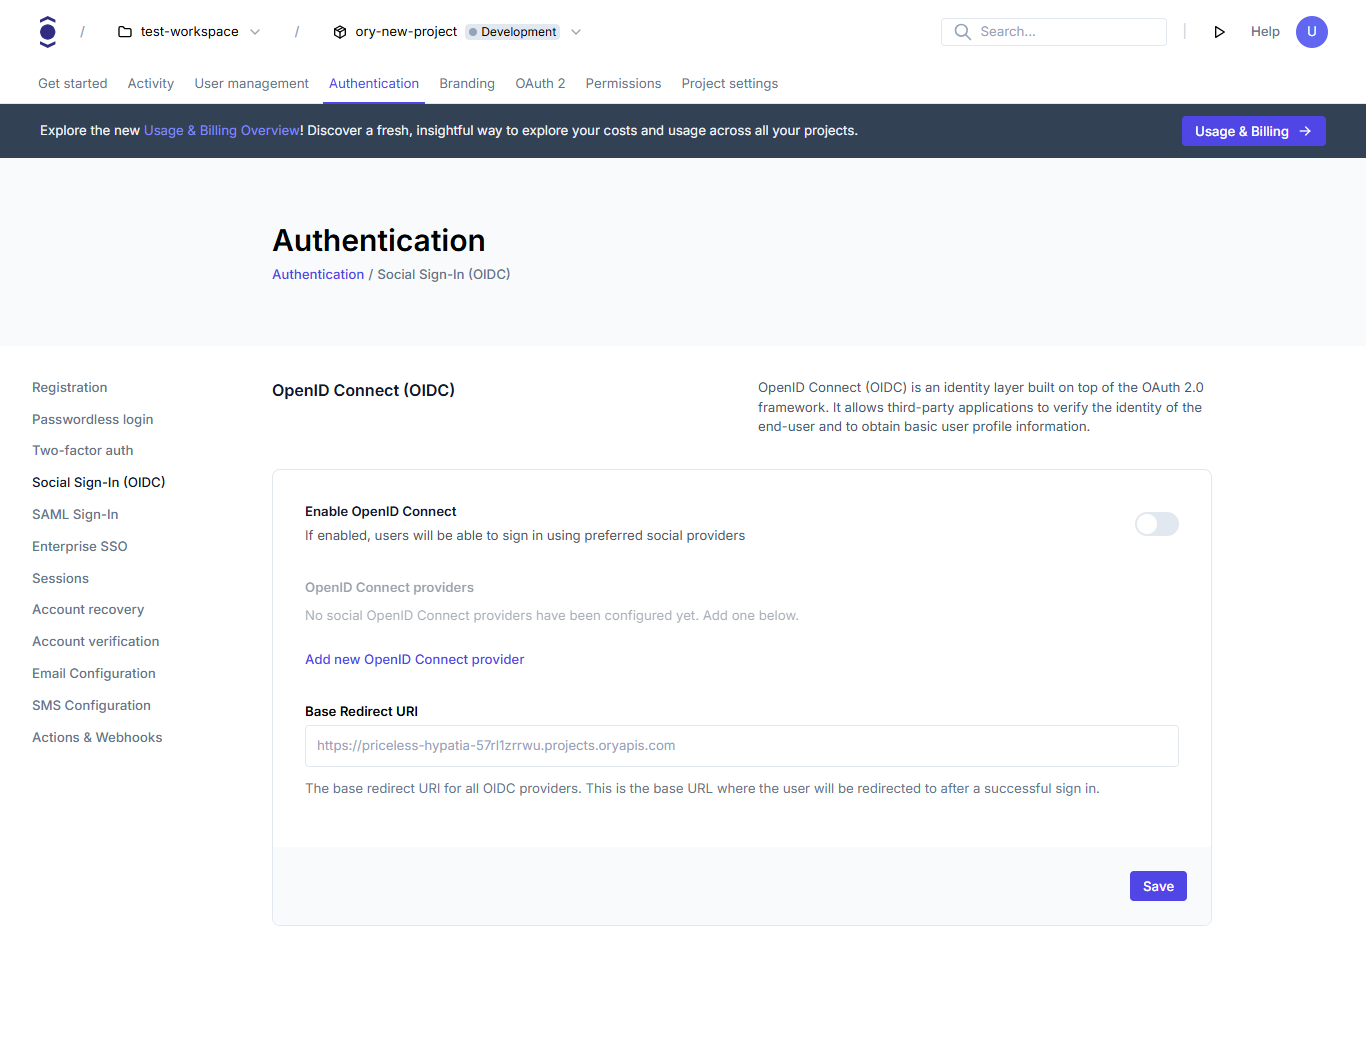 / test-workspace / ory-new-project Development Search... Help U
Get started Activity User management Authentication Branding OAuth 2 Permissions Project settings
Explore the new Usage & Billing Overview! Discover a fresh, insightful way to explore your costs and usage across all your projects. Usage & Billing →
Authentication
Authentication / Social Sign-In (OIDC)
Registration
Passwordless login
Two-factor auth
Social Sign-In (OIDC)
SAML Sign-In
Enterprise SSO
Sessions
Account recovery
Account verification
Email Configuration
SMS Configuration
Actions & Webhooks
OpenID Connect (OIDC)
OpenID Connect (OIDC) is an identity layer built on top of the OAuth 2.0
framework. It allows third-party applications to verify the identity of the
end-user and to obtain basic user profile information.
Enable OpenID Connect
If enabled, users will be able to sign in using preferred social providers
OpenID Connect providers
No social OpenID Connect providers have been configured yet. Add one below.
Add new OpenID Connect provider
Base Redirect URI
https://priceless-hypatia-57rl1zrrwu.projects.oryapis.com
The base redirect URI for all OIDC providers. This is the base URL where the user will be redirected to after a successful sign in.
Save